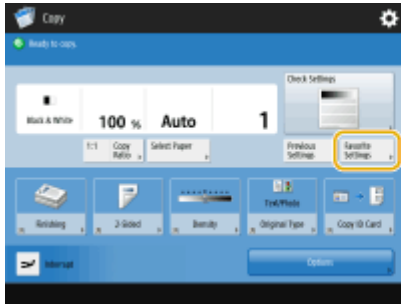 Copy
Ready to copy.
Check Settings
Black & White
100 %
Auto
1
1:1
Copy
Ratio
Select Paper
Previous
Settings
Favorite
Settings
Finishing
2-Sided
Density
Text/Photo
Original Type
Copy ID Card
Interrupt
Options